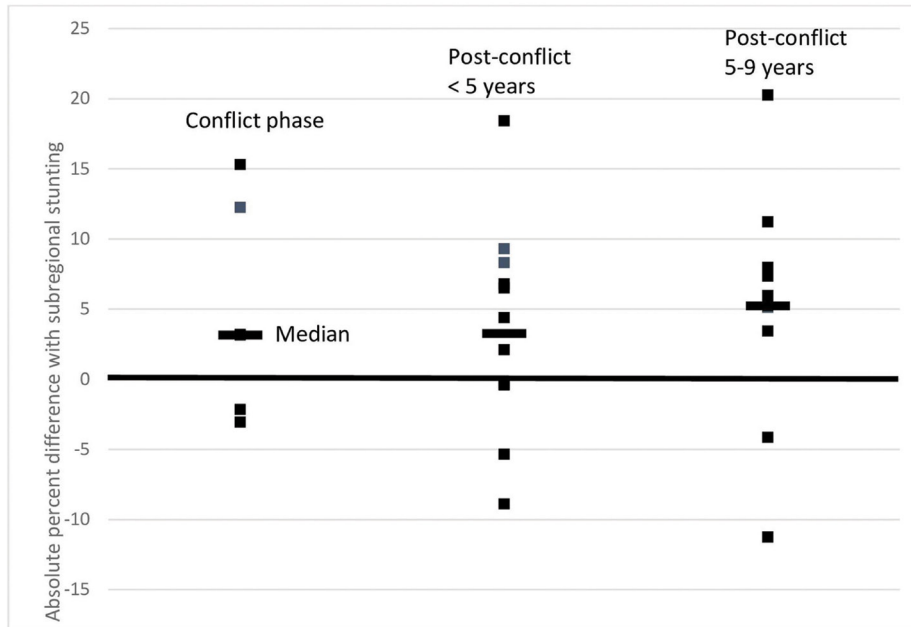 Absolute percent difference with subregional stunting
25
20
15
10
5
0
-5
-10
-15
Conflict phase
Median
Post-conflict
< 5 years
Post-conflict
5-9 years